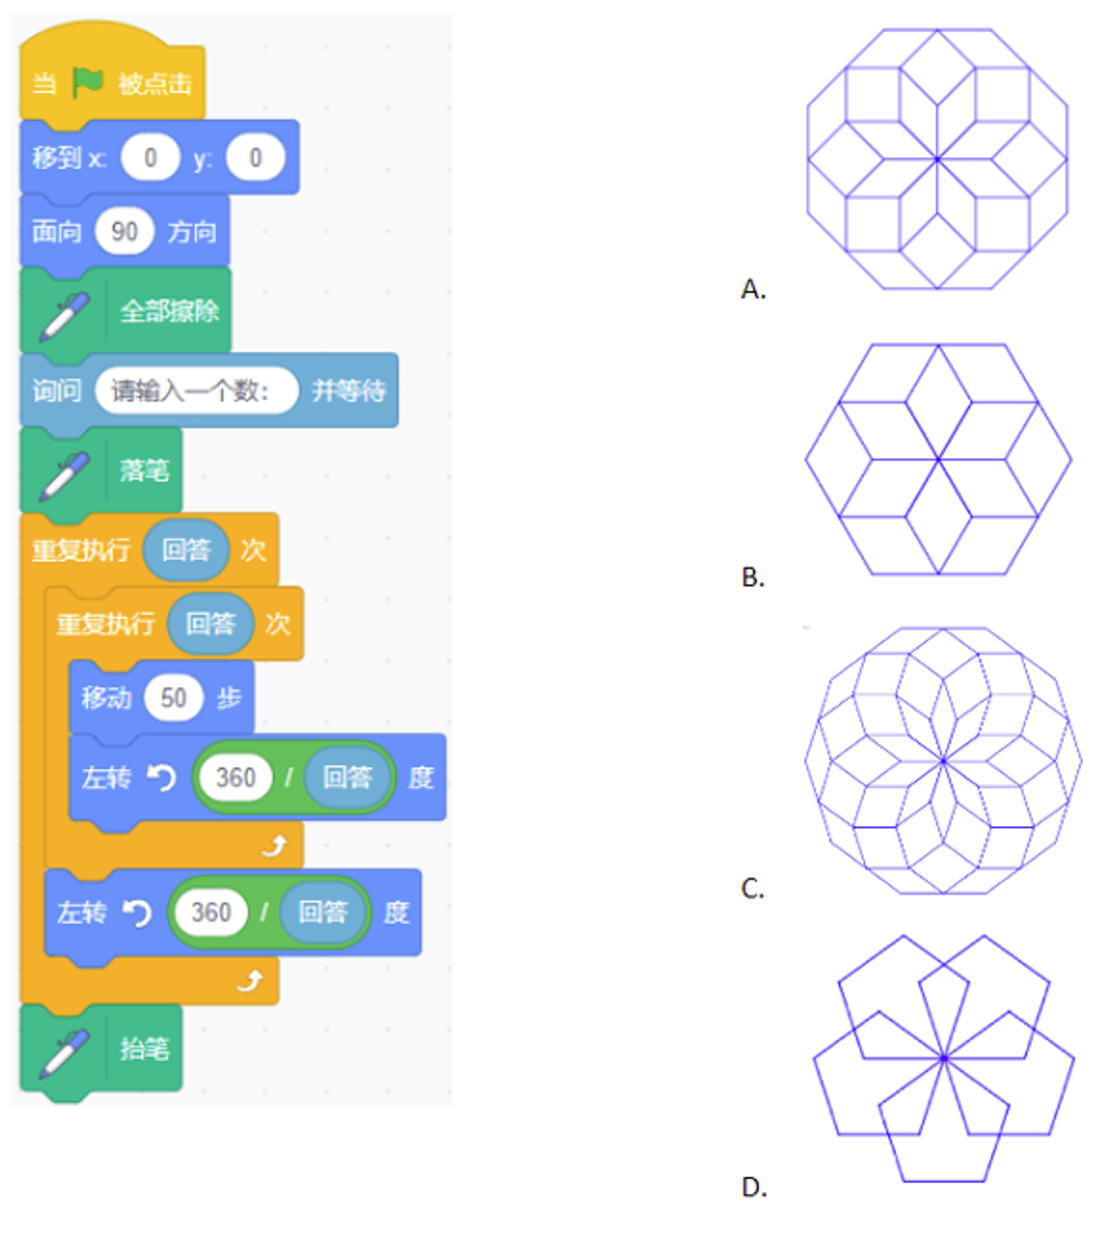 当 被点击
移到 x: 0 y: 0
面向 90 方向
全部擦除
询问 请输入一个数: 并等待
落笔
重复执行 回答 次
重复执行 回答 次
移动 50 步
左转 360 / 回答 度
左转 360 / 回答 度
抬笔
A.
B.
C.
D.